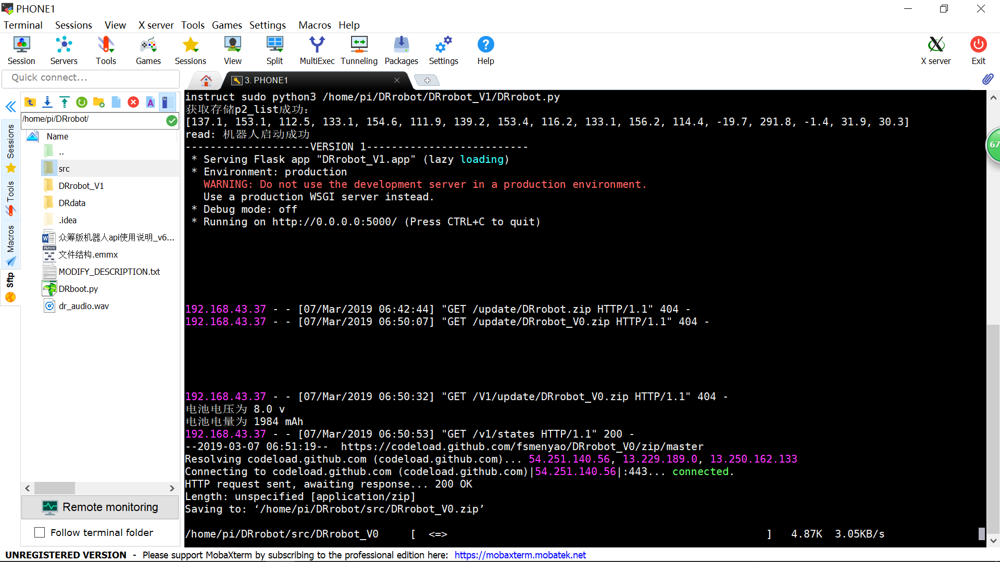 PHONE1
Terminal Sessions View X server Tools Games Settings Macros Help
Session Servers Tools Games Sessions View Split MultiExec Tunneling Packages Settings Help X server Exit
Quick connect...
3. PHONE1
/home/pi/DRrobot/
Name
..
src
DRrobot_V1
DRdata
.idea
众筹版机器人api使用说明_v6...
文件结构.emmx
MODIFY_DESCRIPTION.txt
DRboot.py
dr_audio.wav
Sessions
Tools
Macros
Sftp
Remote monitoring
Follow terminal folder
instruct sudo python3 /home/pi/DRrobot/DRrobot_V1/DRrobot.py
获取存储p2_list成功:
[137.1, 153.1, 112.5, 133.1, 154.6, 111.9, 139.2, 153.4, 116.2, 133.1, 156.2, 114.4, -19.7, 291.8, -1.4, 31.9, 30.3]
read: 机器人启动成功
--------------------VERSION 1--------------------------
* Serving Flask app "DRrobot_V1.app" (lazy loading)
* Environment: production
WARNING: Do not use the development server in a production environment.
Use a production WSGI server instead.
* Debug mode: off
* Running on http://0.0.0.0:5000/ (Press CTRL+C to quit)
192.168.43.37 - - [07/Mar/2019 06:42:44] "GET /update/DRrobot.zip HTTP/1.1" 404 -
192.168.43.37 - - [07/Mar/2019 06:50:07] "GET /update/DRrobot_V0.zip HTTP/1.1" 404 -
192.168.43.37 - - [07/Mar/2019 06:50:32] "GET /V1/update/DRrobot_V0.zip HTTP/1.1" 404 -
电池电压为 8.0 v
电池电量为 1984 mAh
192.168.43.37 - - [07/Mar/2019 06:50:53] "GET /v1/states HTTP/1.1" 200 -
--2019-03-07 06:51:19-- https://codeload.github.com/fsmenyao/DRrobot_V0/zip/master
Resolving codeload.github.com (codeload.github.com)... 54.251.140.56, 13.229.189.0, 13.250.162.133
Connecting to codeload.github.com (codeload.github.com)|54.251.140.56|:443... connected.
HTTP request sent, awaiting response... 200 OK
Length: unspecified [application/zip]
Saving to: ‘/home/pi/DRrobot/src/DRrobot_V0.zip’
/home/pi/DRrobot/src/DRrobot_V0 [ <=> ] 4.87K 3.05KB/s
67
UNREGISTERED VERSION - Please support MobaXterm by subscribing to the professional edition here: https://mobaxterm.mobatek.net